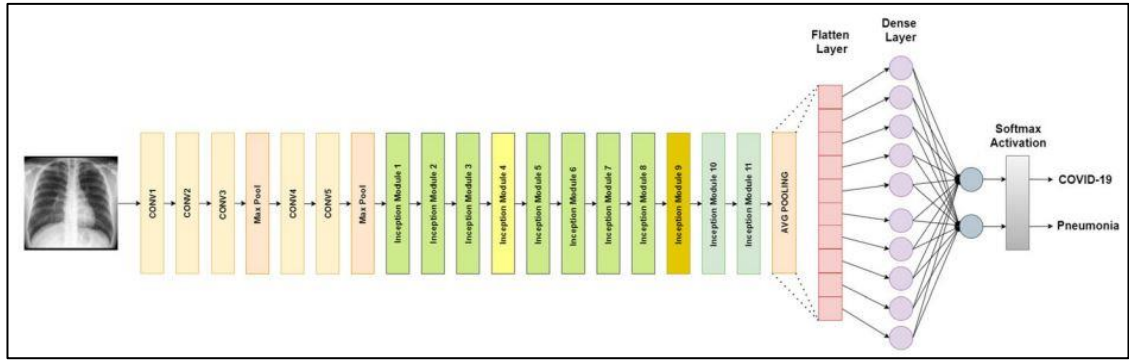 CONV1
CONV2
CONV3
Max Pool
CONV4
CONV5
Max Pool
Inception Module 1
Inception Module 2
Inception Module 3
Inception Module 4
Inception Module 5
Inception Module 6
Inception Module 7
Inception Module 8
Inception Module 9
Inception Module 10
Inception Module 11
AVG POOLING
Flatten
Layer
Dense
Layer
Softmax
Activation
COVID-19
Pneumonia